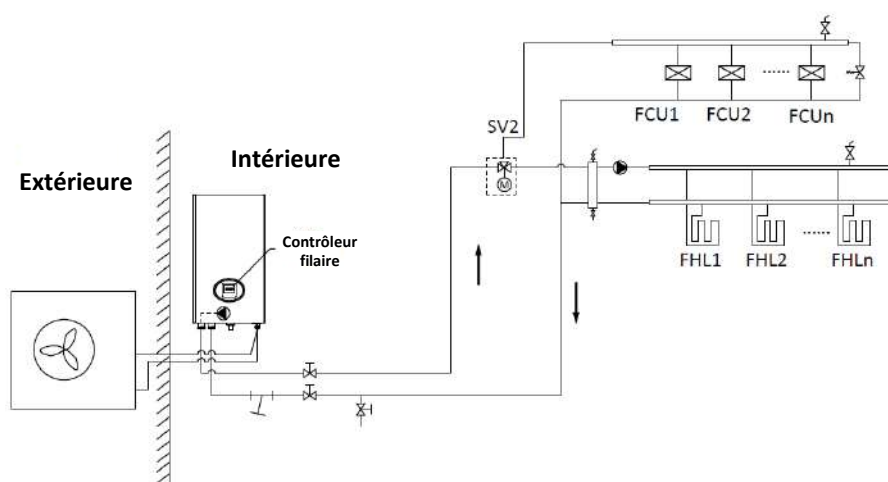 FCU1 FCU2 FCUn
SV2
Extérieure
Intérieure
Contrôleur
filaire
M
FHL1 FHL2 FHLn